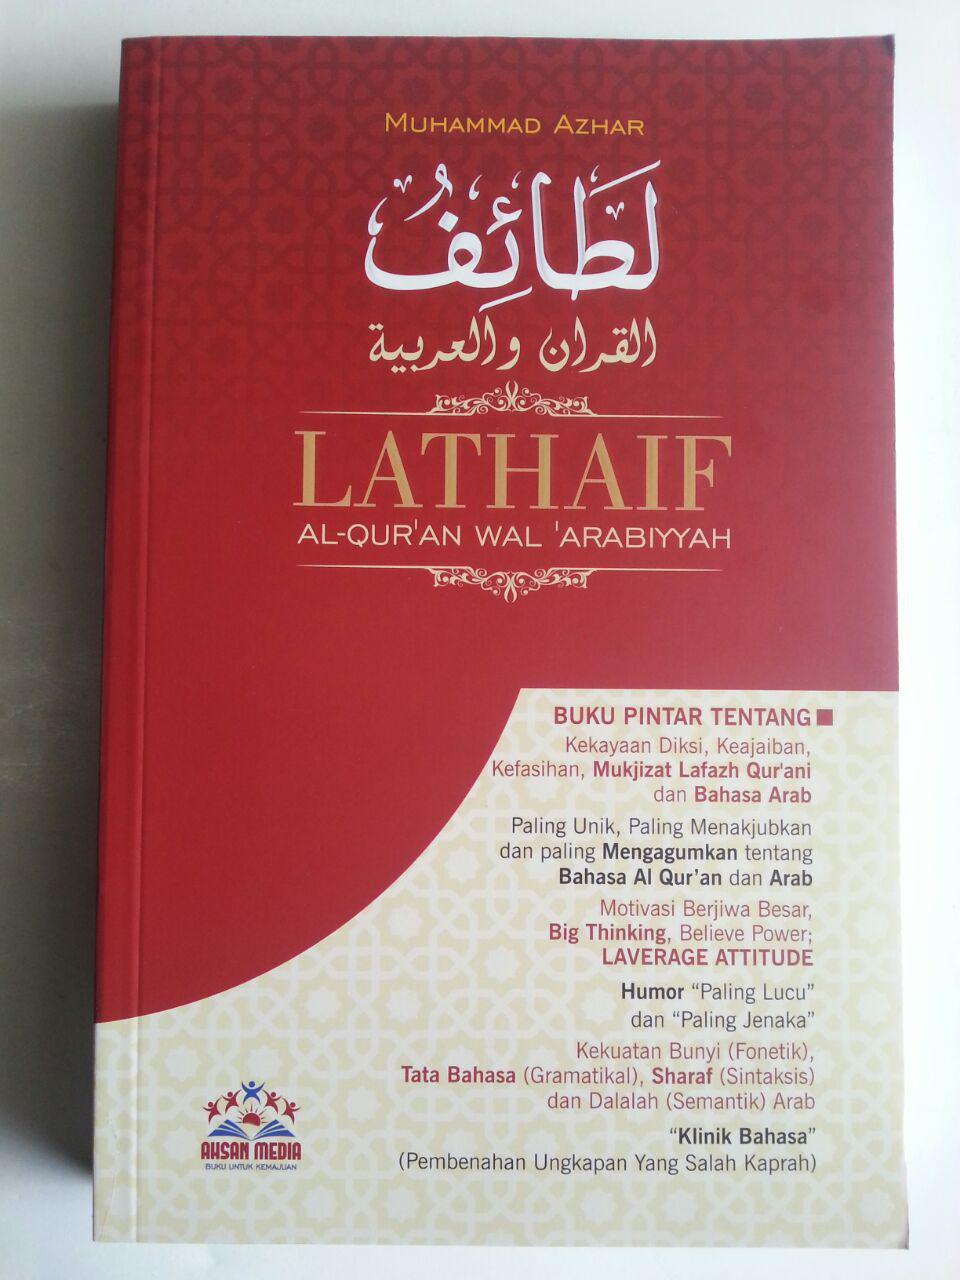 MUHAMMAD AZHAR
لَطَائِفُ
القران والعربية
LATHAIF
AL-QUR'AN WAL 'ARABIYYAH
BUKU PINTAR TENTANG
Kekayaan Diksi, Keajaiban,
Kefasihan, Mukjizat Lafazh Qur'ani
dan Bahasa Arab
Paling Unik, Paling Menakjubkan
dan paling Mengagumkan tentang
Bahasa Al Qur'an dan Arab
Motivasi Berjiwa Besar,
Big Thinking, Believe Power;
LAVERAGE ATTITUDE
Humor “Paling Lucu”
dan “Paling Jenaka”
Kekuatan Bunyi (Fonetik),
Tata Bahasa (Gramatikal), Sharaf (Sintaksis)
dan Dalalah (Semantik) Arab
“Klinik Bahasa”
(Pembenahan Ungkapan Yang Salah Kaprah)
AHSAN MEDIA
BUKU UNTUK KEMAJUAN